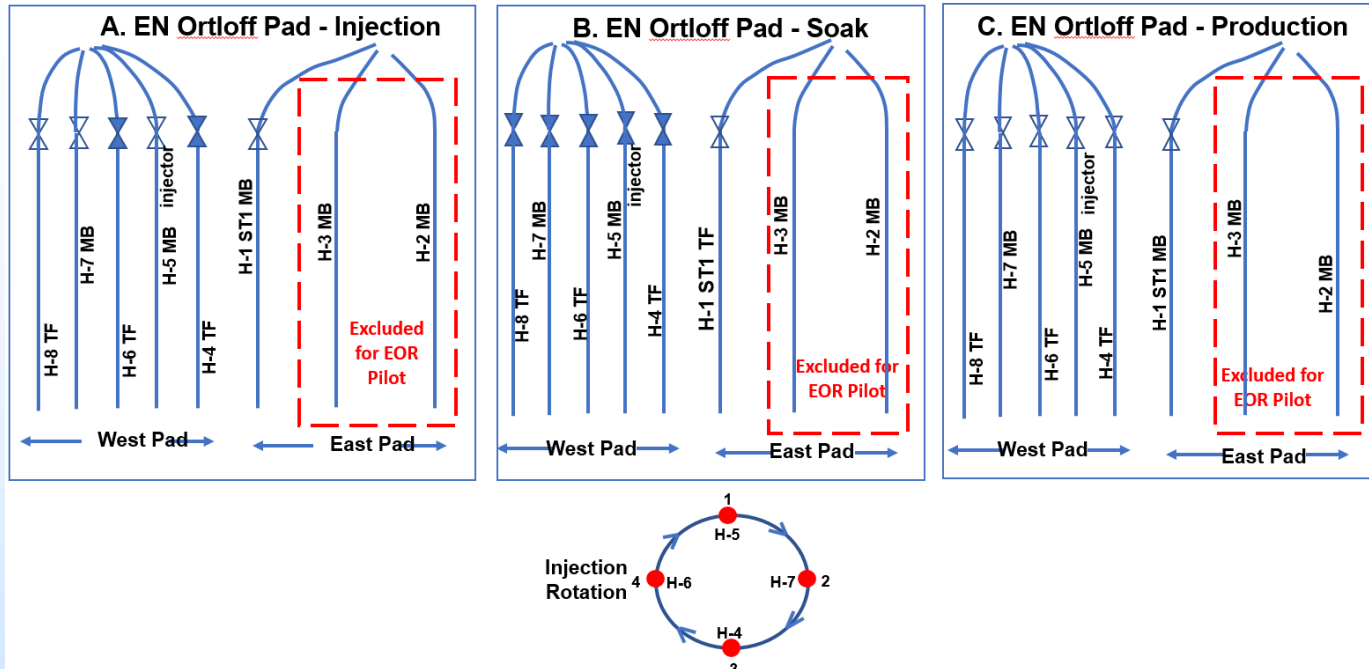 A. EN Ortloff Pad - Injection
H-8 TF
H-7 MB
H-6 TF
H-5 MB injector
H-4 TF
H-1 ST1 MB
H-3 MB
H-2 MB
Excluded
for EOR
Pilot
West Pad
East Pad
B. EN Ortloff Pad - Soak
H-8 TF
H-7 MB
H-6 TF
H-5 MB injector
H-4 TF
H-1 ST1 TF
H-3 MB
H-2 MB
Excluded for
EOR Pilot
West Pad
East Pad
C. EN Ortloff Pad - Production
H-8 TF
H-7 MB
H-6 TF
H-5 MB injector
H-4 TF
H-1 ST1 MB
H-3 MB
H-2 MB
Excluded for
EOR Pilot
West Pad
East Pad
1
H-5
Injection
Rotation
4
H-6
H-7
2
H-4